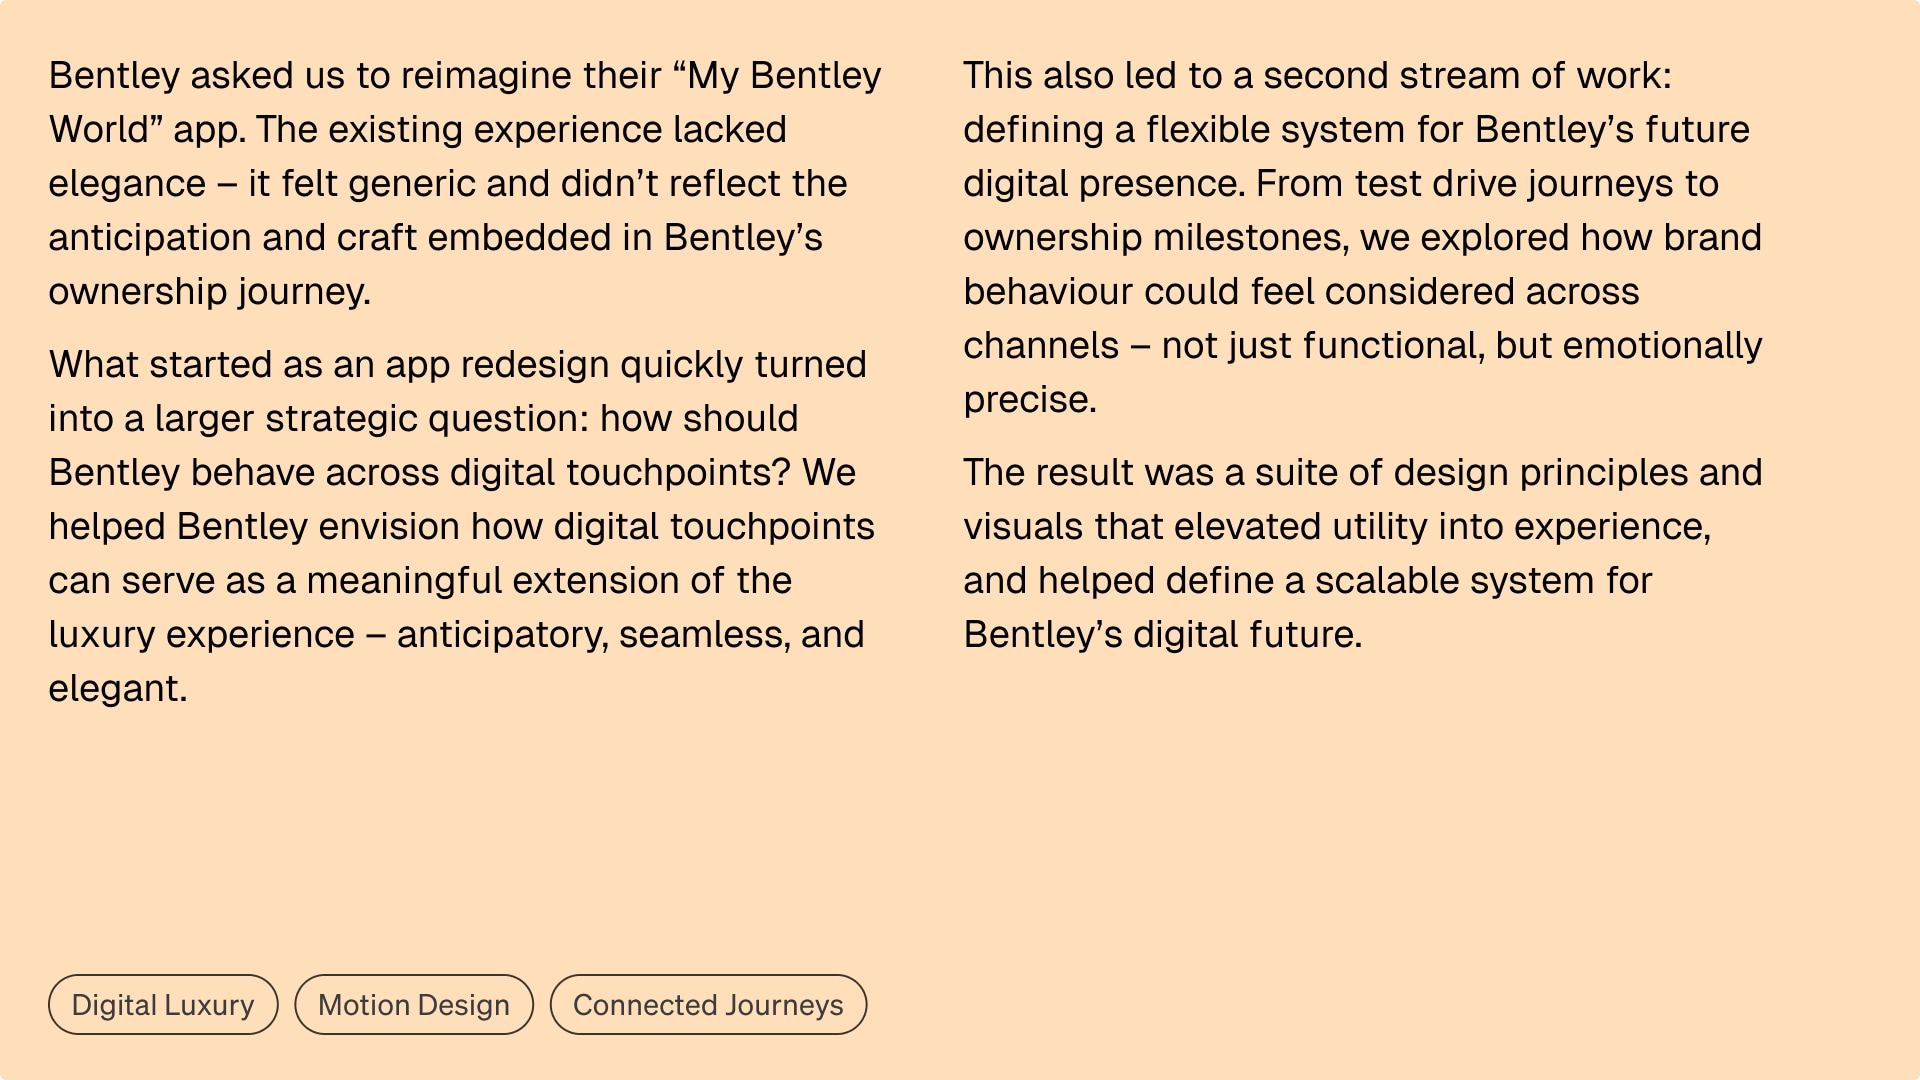 Bentley asked us to reimagine their “My Bentley
World” app. The existing experience lacked
elegance – it felt generic and didn’t reflect the
anticipation and craft embedded in Bentley’s
ownership journey.
What started as an app redesign quickly turned
into a larger strategic question: how should
Bentley behave across digital touchpoints? We
helped Bentley envision how digital touchpoints
can serve as a meaningful extension of the
luxury experience – anticipatory, seamless, and
elegant.
This also led to a second stream of work:
defining a flexible system for Bentley’s future
digital presence. From test drive journeys to
ownership milestones, we explored how brand
behaviour could feel considered across
channels – not just functional, but emotionally
precise.
The result was a suite of design principles and
visuals that elevated utility into experience,
and helped define a scalable system for
Bentley’s digital future.
Digital Luxury
Motion Design
Connected Journeys